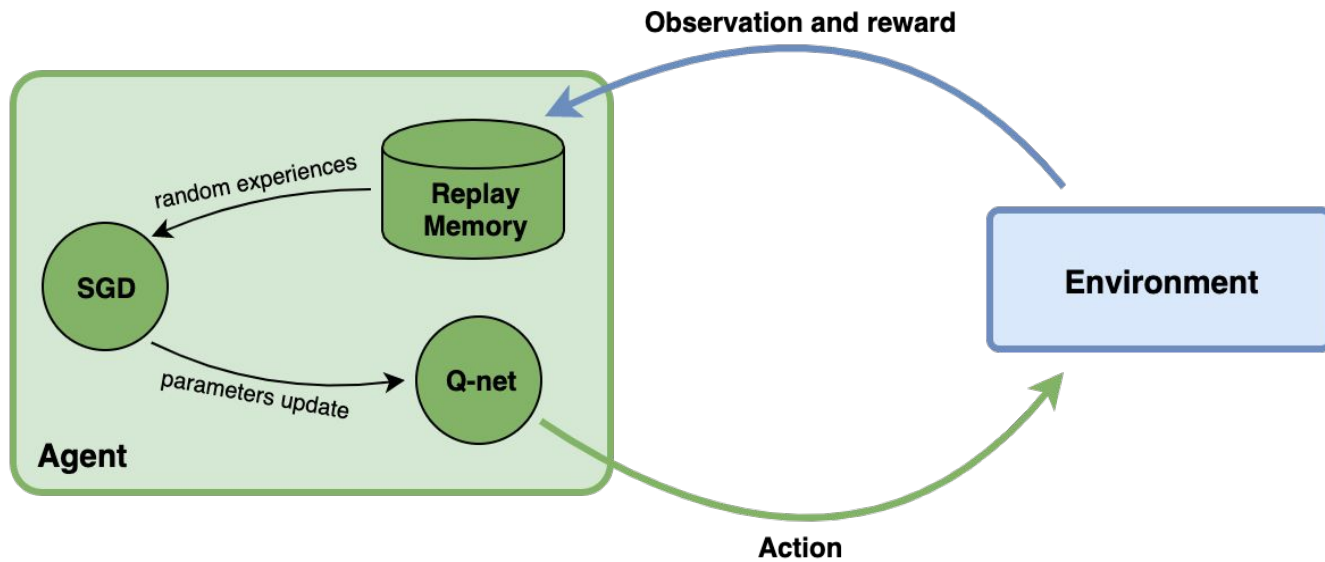 Observation and reward
random experiences
Replay
Memory
SGD
Environment
Q-net
parameters update
Agent
Action